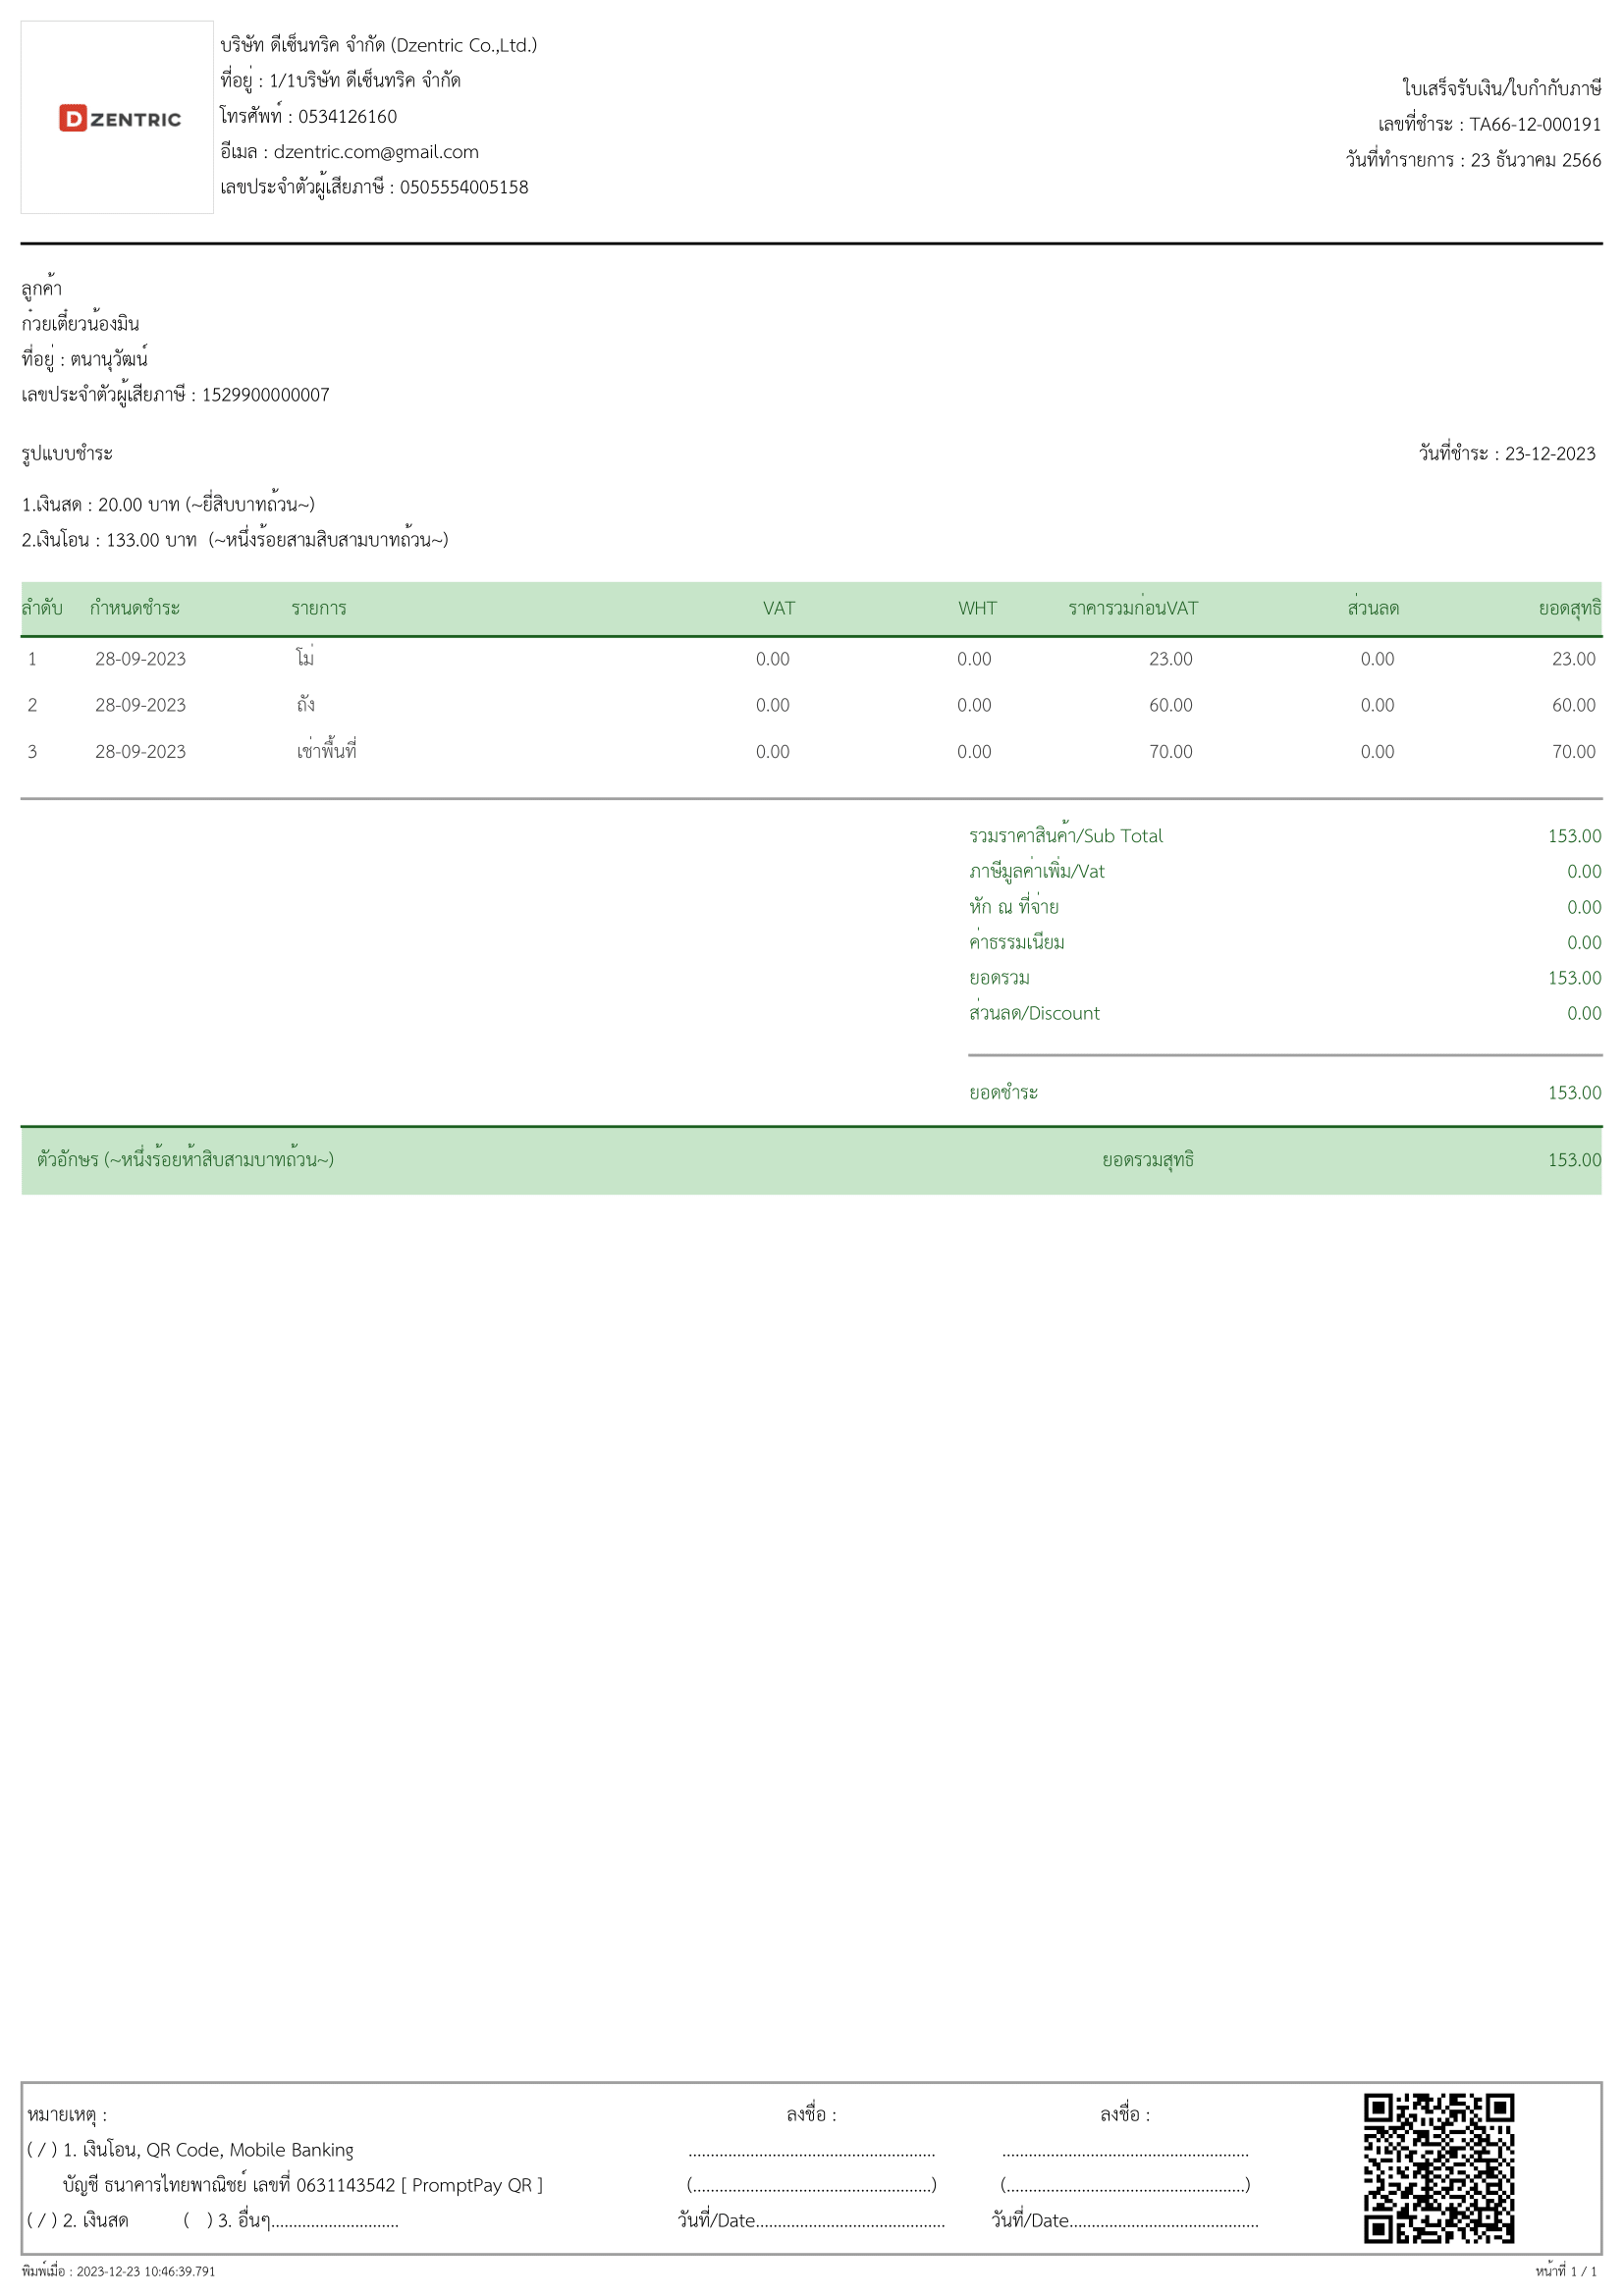 DZENTRIC
บริษัท ดีเซ็นทริค จำกัด (Dzentric Co.,Ltd.)
ที่อยู่ : 1/1บริษัท ดีเซ็นทริค จำกัด
โทรศัพท์ : 0534126160
อีเมล : dzentric.com@gmail.com
เลขประจำตัวผู้เสียภาษี : 0505554005158
ใบเสร็จรับเงิน/ใบกำกับภาษี
เลขที่ชำระ : TA66-12-000191
วันที่ทำรายการ : 23 ธันวาคม 2566
ลูกค้า
ก๋วยเตี๋ยวน้องมิน
ที่อยู่ : ตนานุวัฒน์
เลขประจำตัวผู้เสียภาษี : 1529900000007
รูปแบบชำระ วันที่ชำระ : 23-12-2023
1.เงินสด : 20.00 บาท (~ยี่สิบบาทถ้วน~)
2.เงินโอน : 133.00 บาท (~หนึ่งร้อยสามสิบสามบาทถ้วน~)
ลำดับ กำหนดชำระ รายการ VAT WHT ราคารวมก่อนVAT ส่วนลด ยอดสุทธิ
1 28-09-2023 โม่ 0.00 0.00 23.00 0.00 23.00
2 28-09-2023 ถัง 0.00 0.00 60.00 0.00 60.00
3 28-09-2023 เช่าพื้นที่ 0.00 0.00 70.00 0.00 70.00
รวมราคาสินค้า/Sub Total 153.00
ภาษีมูลค่าเพิ่ม/Vat 0.00
หัก ณ ที่จ่าย 0.00
ค่าธรรมเนียม 0.00
ยอดรวม 153.00
ส่วนลด/Discount 0.00
ยอดชำระ 153.00
ตัวอักษร (~หนึ่งร้อยห้าสิบสามบาทถ้วน~) ยอดรวมสุทธิ 153.00
หมายเหตุ : ลงชื่อ : ลงชื่อ :
( / ) 1. เงินโอน, QR Code, Mobile Banking ........................................................ ........................................................
บัญชี ธนาคารไทยพาณิชย์ เลขที่ 0631143542 [ PromptPay QR ] (......................................................) (......................................................)
( / ) 2. เงินสด ( ) 3. อื่นๆ............................. วันที่/Date........................................... วันที่/Date...........................................
พิมพ์เมื่อ : 2023-12-23 10:46:39.791 หน้าที่ 1 / 1